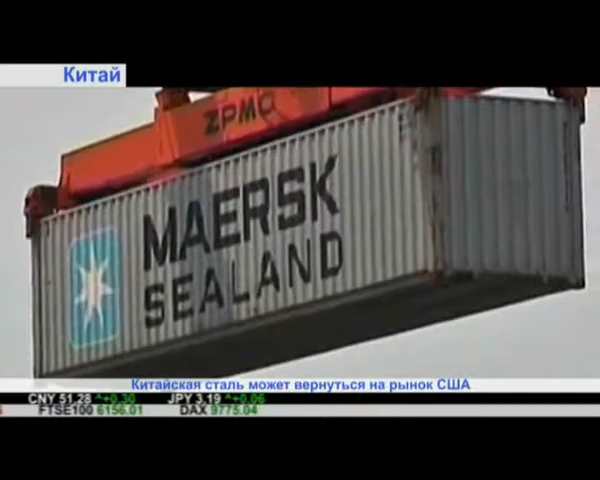 Китай
ZPMC
MAERSK
SEALAND
Китайская сталь может вернуться на рынок США
CNY 51.28 +0.30 JPY 3.19 +0.06
FTSE100 6156.01 DAX 9775.04